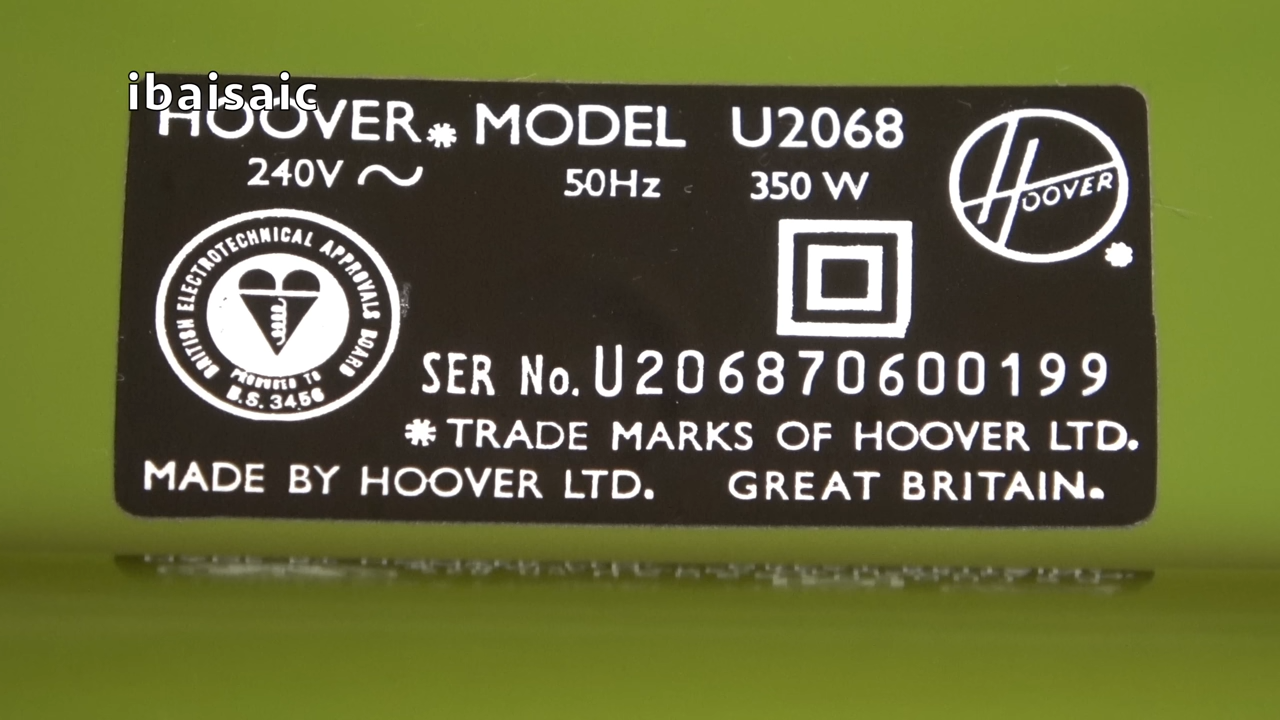 ibaisaic
HOOVER* MODEL U2068
240V ~ 50Hz 350 W
HOOVER
*
BRITISH ELECTROTECHNICAL APPROVALS BOARD
PRODUCED TO
B.S. 3456
SER No. U206870600199
* TRADE MARKS OF HOOVER LTD.
MADE BY HOOVER LTD. GREAT BRITAIN.